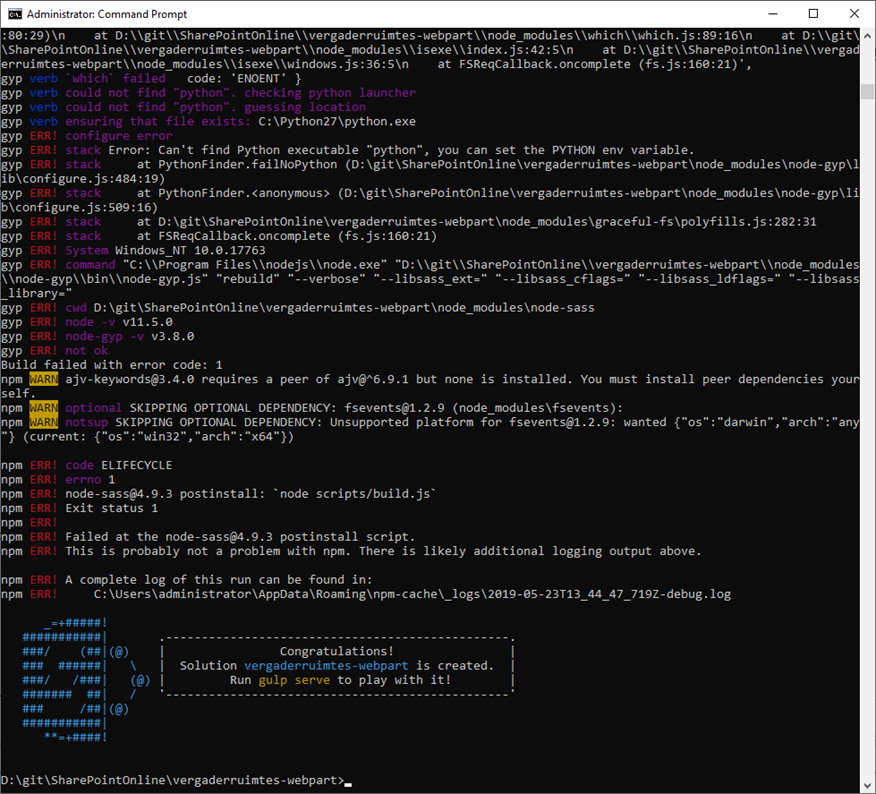 Administrator: Command Prompt
:80:29)\n    at D:\\git\\SharePointOnline\\vergaderruimtes-webpart\\node_modules\\which\\which.js:89:16\n    at D:\\git\
\SharePointOnline\\vergaderruimtes-webpart\\node_modules\\isexe\\index.js:42:5\n    at D:\\git\\SharePointOnline\\vergad
erruimtes-webpart\\node_modules\\isexe\\windows.js:36:5\n    at FSReqCallback.oncomplete (fs.js:160:21)',
gyp verb `which` failed   code: 'ENOENT' }
gyp verb could not find "python". checking python launcher
gyp verb could not find "python". guessing location
gyp verb ensuring that file exists: C:\Python27\python.exe
gyp ERR! configure error
gyp ERR! stack Error: Can't find Python executable "python", you can set the PYTHON env variable.
gyp ERR! stack     at PythonFinder.failNoPython (D:\git\SharePointOnline\vergaderruimtes-webpart\node_modules\node-gyp\l
ib\configure.js:484:19)
gyp ERR! stack     at PythonFinder.<anonymous> (D:\git\SharePointOnline\vergaderruimtes-webpart\node_modules\node-gyp\li
b\configure.js:509:16)
gyp ERR! stack     at D:\git\SharePointOnline\vergaderruimtes-webpart\node_modules\graceful-fs\polyfills.js:282:31
gyp ERR! stack     at FSReqCallback.oncomplete (fs.js:160:21)
gyp ERR! System Windows_NT 10.0.17763
gyp ERR! command "C:\\Program Files\\nodejs\\node.exe" "D:\\git\\SharePointOnline\\vergaderruimtes-webpart\\node_modules
\\node-gyp\\bin\\node-gyp.js" "rebuild" "--verbose" "--libsass_ext=" "--libsass_cflags=" "--libsass_ldflags=" "--libsass
_library="
gyp ERR! cwd D:\git\SharePointOnline\vergaderruimtes-webpart\node_modules\node-sass
gyp ERR! node -v v11.5.0
gyp ERR! node-gyp -v v3.8.0
gyp ERR! not ok
Build failed with error code: 1
npm WARN ajv-keywords@3.4.0 requires a peer of ajv@^6.9.1 but none is installed. You must install peer dependencies your
self.
npm WARN optional SKIPPING OPTIONAL DEPENDENCY: fsevents@1.2.9 (node_modules\fsevents):
npm WARN notsup SKIPPING OPTIONAL DEPENDENCY: Unsupported platform for fsevents@1.2.9: wanted {"os":"darwin","arch":"any
"} (current: {"os":"win32","arch":"x64"})
npm ERR! code ELIFECYCLE
npm ERR! errno 1
npm ERR! node-sass@4.9.3 postinstall: `node scripts/build.js`
npm ERR! Exit status 1
npm ERR!
npm ERR! Failed at the node-sass@4.9.3 postinstall script.
npm ERR! This is probably not a problem with npm. There is likely additional logging output above.
npm ERR! A complete log of this run can be found in:
npm ERR!     C:\Users\administrator\AppData\Roaming\npm-cache\_logs\2019-05-23T13_44_47_719Z-debug.log
      _=+#####!
   ###########|      .-----------------------------------------------.
   ###/    (##|(@)    |                Congratulations!                |
   ###  ######|   \   |  Solution vergaderruimtes-webpart is created.  |
   ###/   /###|   (@) |         Run gulp serve to play with it!        |
   #######  ##|   /   '-----------------------------------------------'
   ###     /##|(@)
   ###########|
      **=+####!
D:\git\SharePointOnline\vergaderruimtes-webpart>